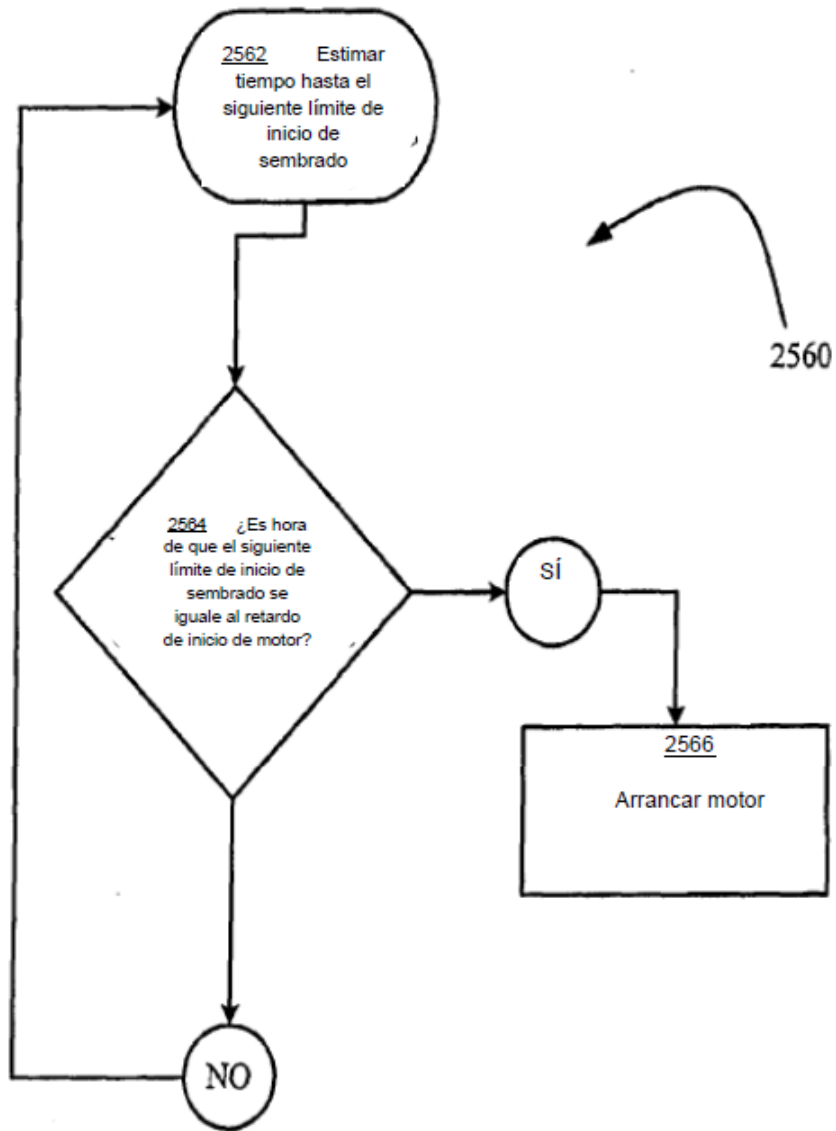 2562 Estimar
tiempo hasta el
siguiente límite de
inicio de
sembrado
2560
2564 ¿Es hora
de que el siguiente
límite de inicio de
sembrado se
iguale al retardo
de inicio de motor?
SÍ
2566
Arrancar motor
NO